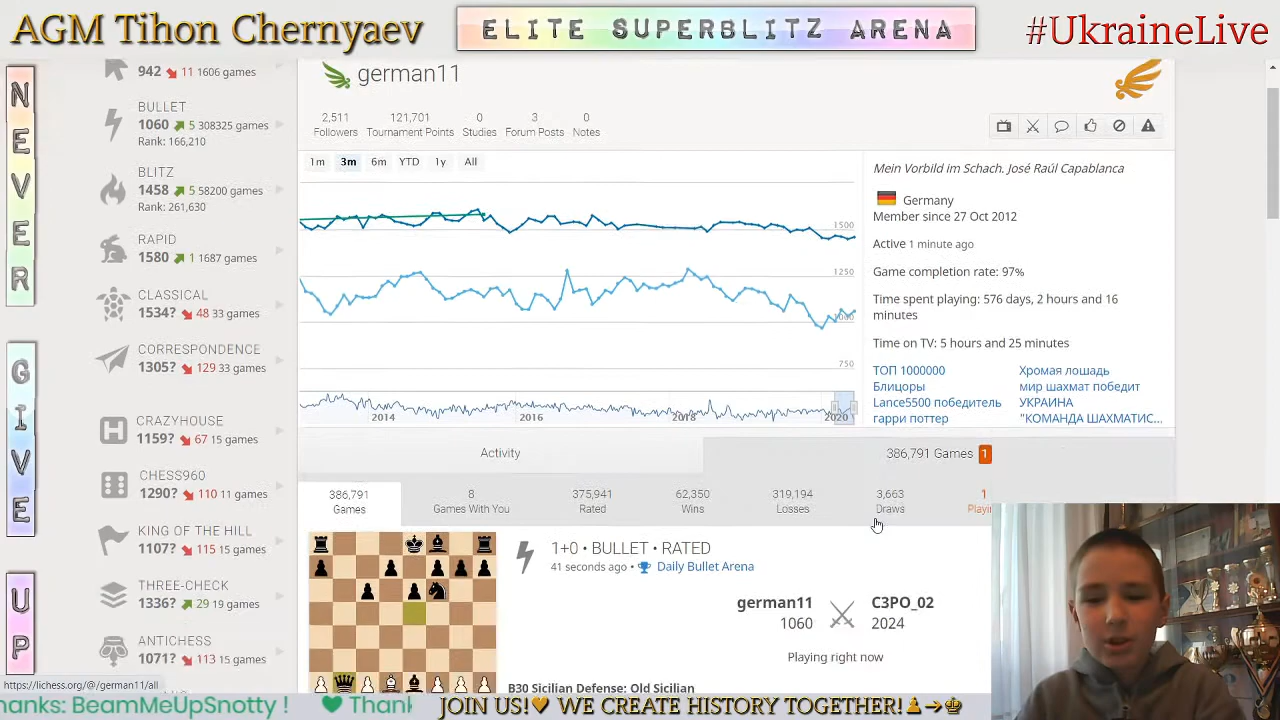 AGM Tihon Chernyaev
ELITE SUPERBLITZ ARENA
#UkraineLive
NEVER
GIVE
UP
942 11 1606 games
BULLET
1060 5 308325 games
Rank: 166,210
BLITZ
1458 5 58200 games
Rank: 261,630
RAPID
1580 1 1687 games
CLASSICAL
1534? 48 33 games
CORRESPONDENCE
1305? 129 33 games
CRAZYHOUSE
1159? 67 15 games
CHESS960
1290? 110 11 games
KING OF THE HILL
1107? 115 15 games
THREE-CHECK
1336? 29 19 games
ANTICHESS
1071? 113 15 games
https://lichess.org/@/german11/all
german11
2,511 121,701 0 3 0
Followers Tournament Points Studies Forum Posts Notes
1m 3m 6m YTD 1y All
1500
1250
1000
750
2014 2016 2018 2020
Mein Vorbild im Schach. José Raúl Capablanca
Germany
Member since 27 Oct 2012
Active 1 minute ago
Game completion rate: 97%
Time spent playing: 576 days, 2 hours and 16
minutes
Time on TV: 5 hours and 25 minutes
ТОП 1000000 Хромая лошадь
Блицоры мир шахмат победит
Lance5500 победитель УКРАИНА
гарри поттер "КОМАНДА ШАХМАТИС...
Activity 386,791 Games 1
386,791 8 375,941 62,350 319,194 3,663 1
Games Games With You Rated Wins Losses Draws Playi
1+0 • BULLET • RATED
41 seconds ago • Daily Bullet Arena
german11 C3PO_02
1060 2024
Playing right now
B30 Sicilian Defense: Old Sicilian
hanks: BeamMeUpSnotty ! Thank
JOIN US! WE CREATE HISTORY TOGETHER!